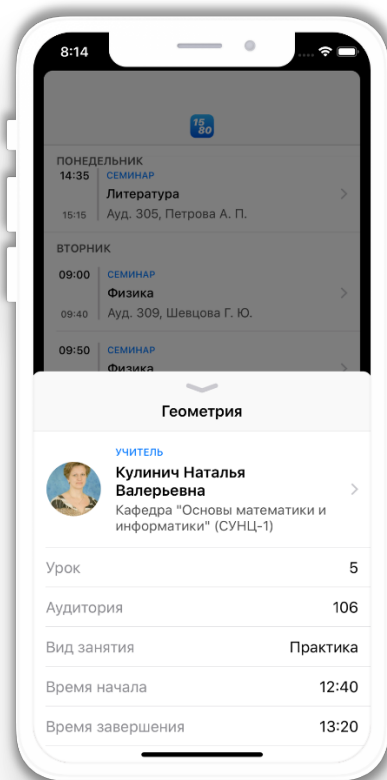 8:14
15
80
ПОНЕДЕЛЬНИК
14:35 СЕМИНАР
Литература
15:15 Ауд. 305, Петрова А. П.
ВТОРНИК
09:00 СЕМИНАР
Физика
09:40 Ауд. 309, Шевцова Г. Ю.
09:50 СЕМИНАР
Физика
Геометрия
УЧИТЕЛЬ
Кулинич Наталья
Валерьевна
Кафедра "Основы математики и
информатики" (СУНЦ-1)
Урок 5
Аудитория 106
Вид занятия Практика
Время начала 12:40
Время завершения 13:20